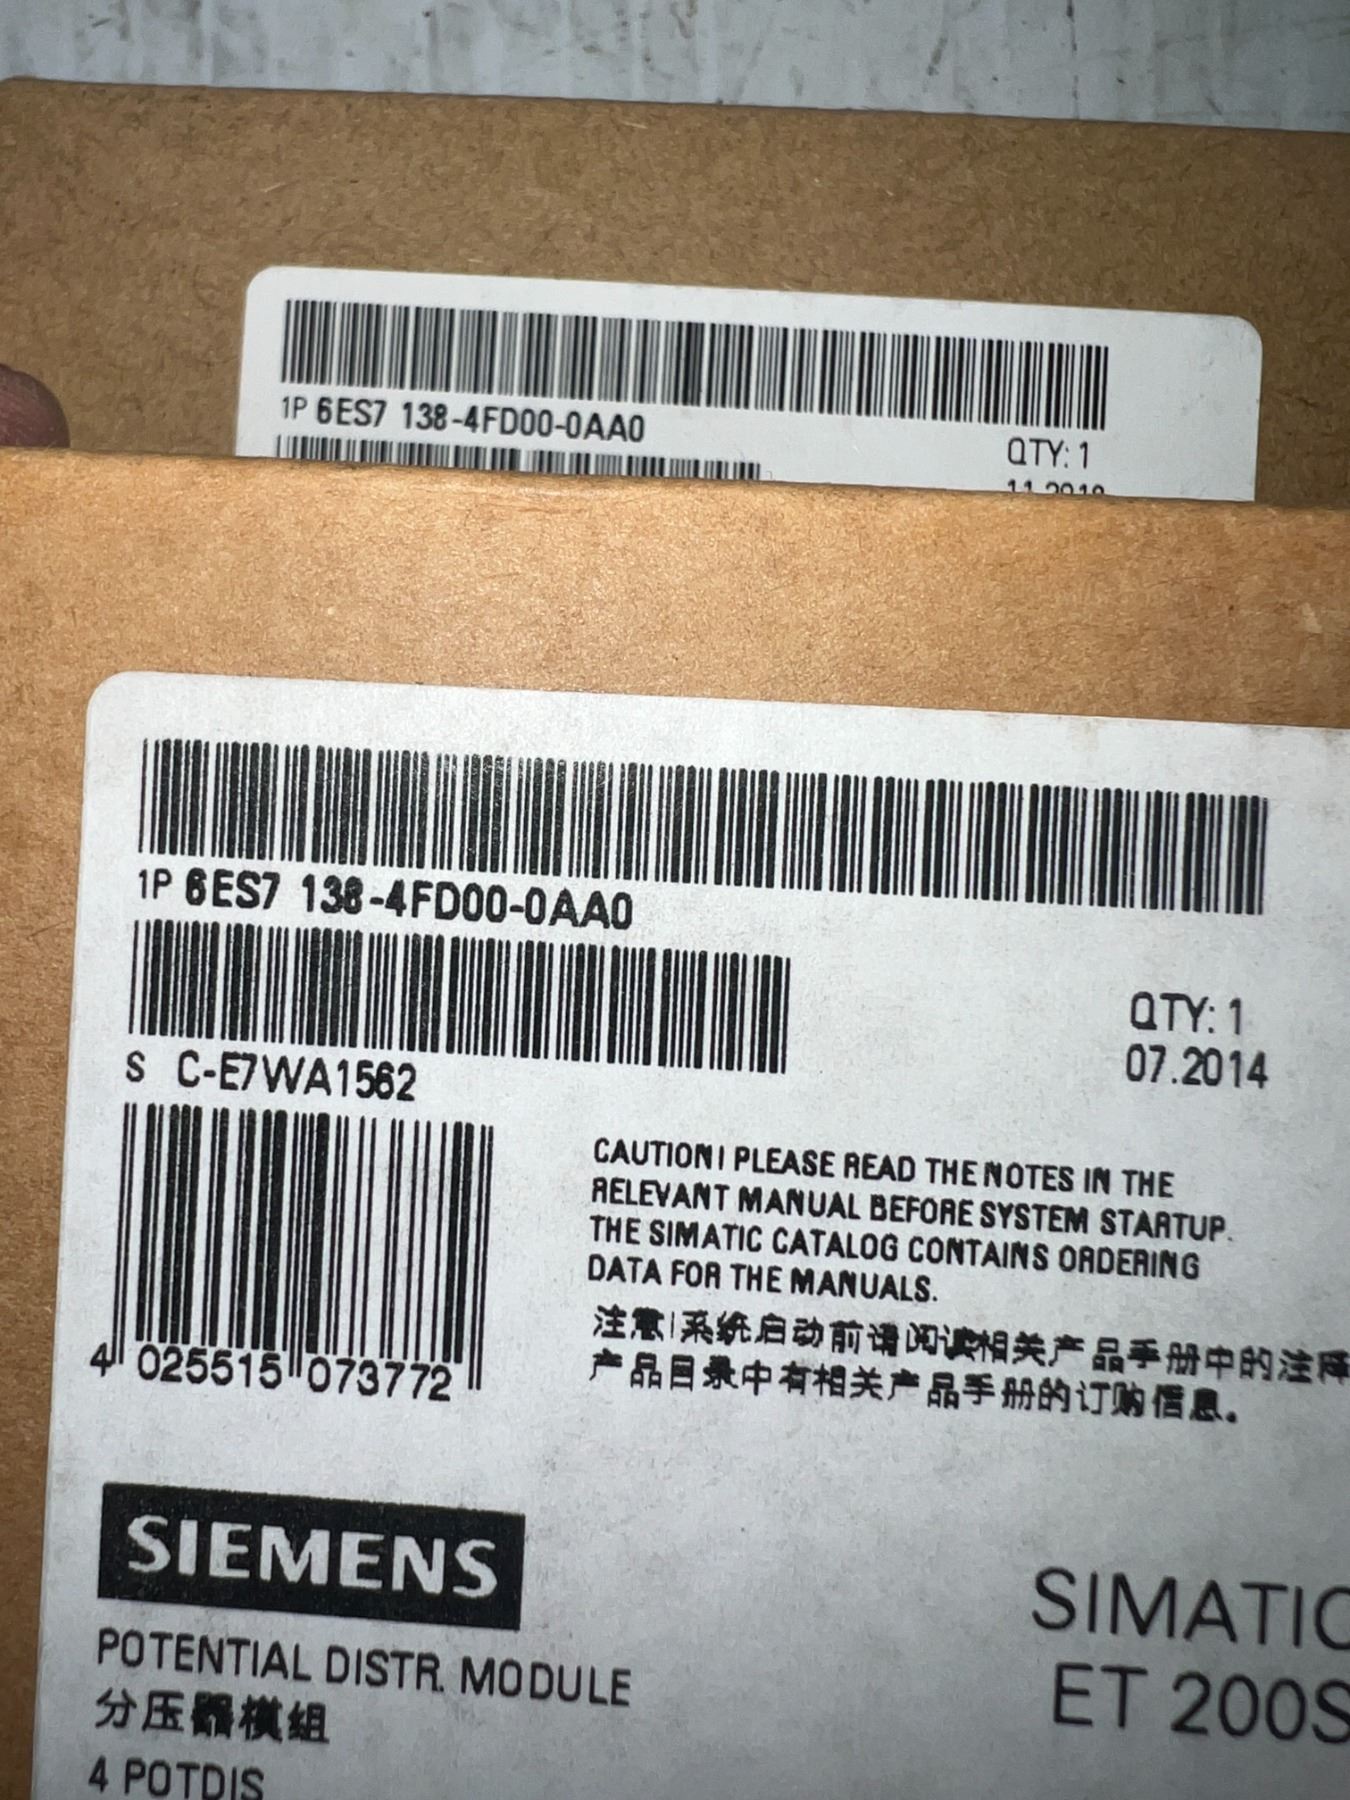 1P 6ES7 138-4FD00-0AA0
QTY: 1
1P 6ES7 138-4FD00-0AA0
QTY: 1
07.2014
S C-E7WA1562
CAUTION! PLEASE READ THE NOTES IN THE
RELEVANT MANUAL BEFORE SYSTEM STARTUP.
THE SIMATIC CATALOG CONTAINS ORDERING
DATA FOR THE MANUALS.
注意!系统启动前请阅读相关产品手册中的注释
产品目录中有相关产品手册的订购信息。
4 025515 073772
SIEMENS
POTENTIAL DISTR. MODULE
分压器模组
4 POTDIS
SIMATIC
ET 200S